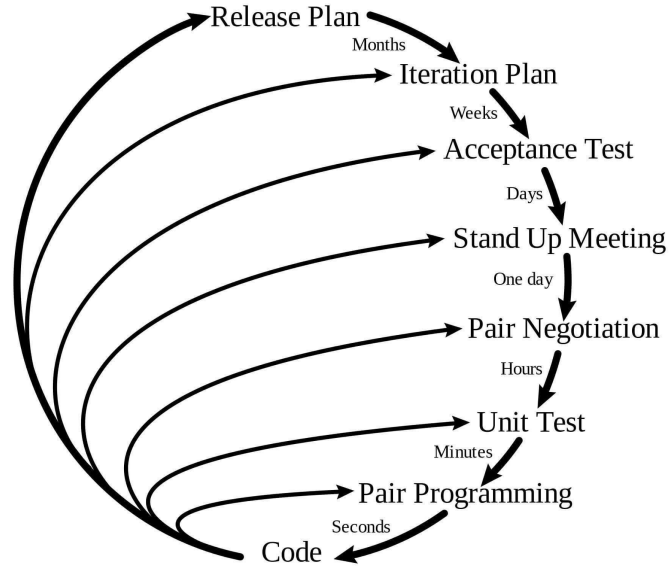 Release Plan
Months
Iteration Plan
Weeks
Acceptance Test
Days
Stand Up Meeting
One day
Pair Negotiation
Hours
Unit Test
Minutes
Pair Programming
Seconds
Code